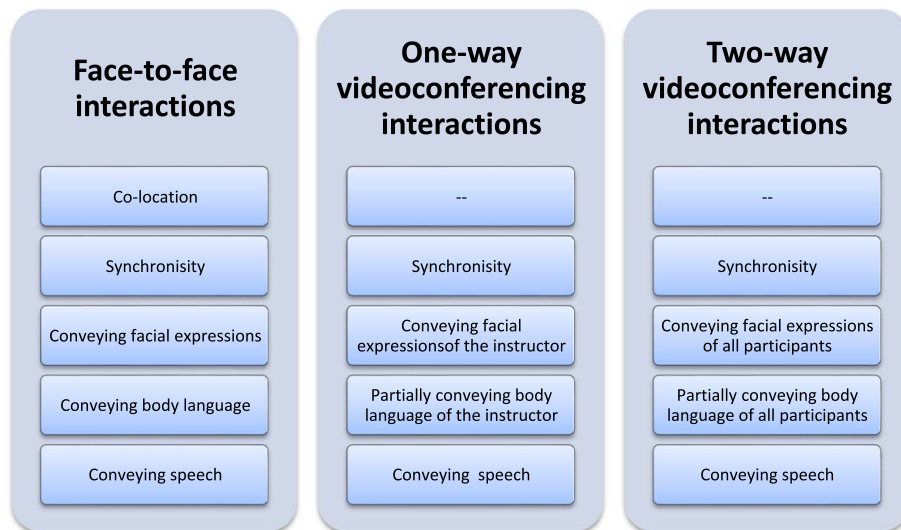 Face-to-face
interactions
Co-location
Synchronisity
Conveying facial expressions
Conveying body language
Conveying speech
One-way
videoconferencing
interactions
--
Synchronisity
Conveying facial
expressionsof the instructor
Partially conveying body
language of the instructor
Conveying  speech
Two-way
videoconferencing
interactions
--
Synchronisity
Conveying facial expressions
of all participants
Partially conveying body
language of all participants
Conveying speech